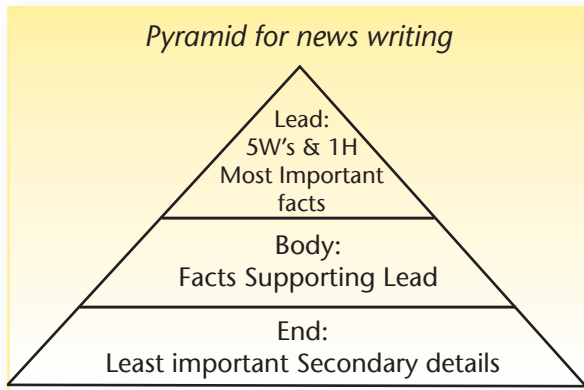 Pyramid for news writing
Lead:
5W's & 1H
Most Important
facts
Body:
Facts Supporting Lead
End:
Least important Secondary details